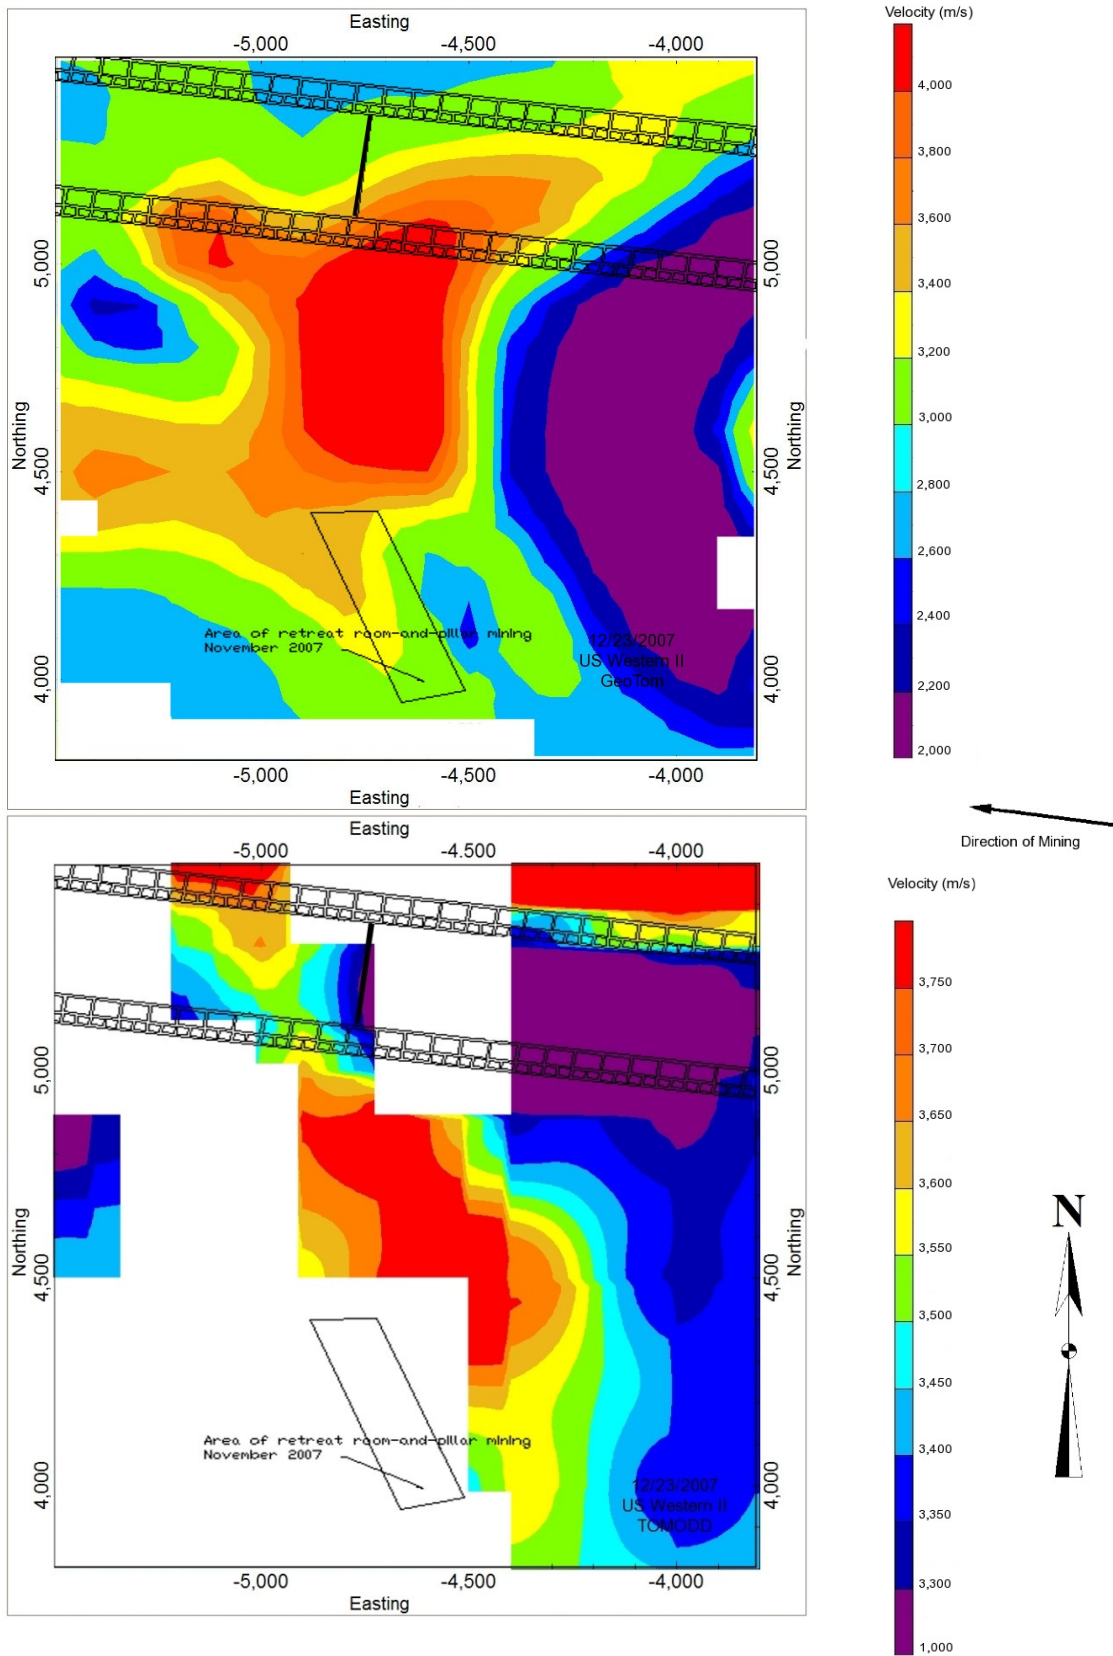 Easting
-5,000 -4,500 -4,000
Velocity (m/s)
4,000
3,800
3,600
3,400
3,200
3,000
2,800
2,600
2,400
2,200
2,000
5,000
4,500
4,000
Northing
5,000
4,500
4,000
Northing
Area of retreat room-and-pillar mining
November 2007
12/23/2007
US Western II
GeoTom
-5,000 -4,500 -4,000
Easting
Direction of Mining
Easting
-5,000 -4,500 -4,000
Velocity (m/s)
3,750
3,700
3,650
3,600
3,550
3,500
3,450
3,400
3,350
3,300
1,000
N
5,000
4,500
4,000
Northing
5,000
4,500
4,000
Northing
Area of retreat room-and-pillar mining
November 2007
12/23/2007
US Western II
TOMODD
-5,000 -4,500 -4,000
Easting